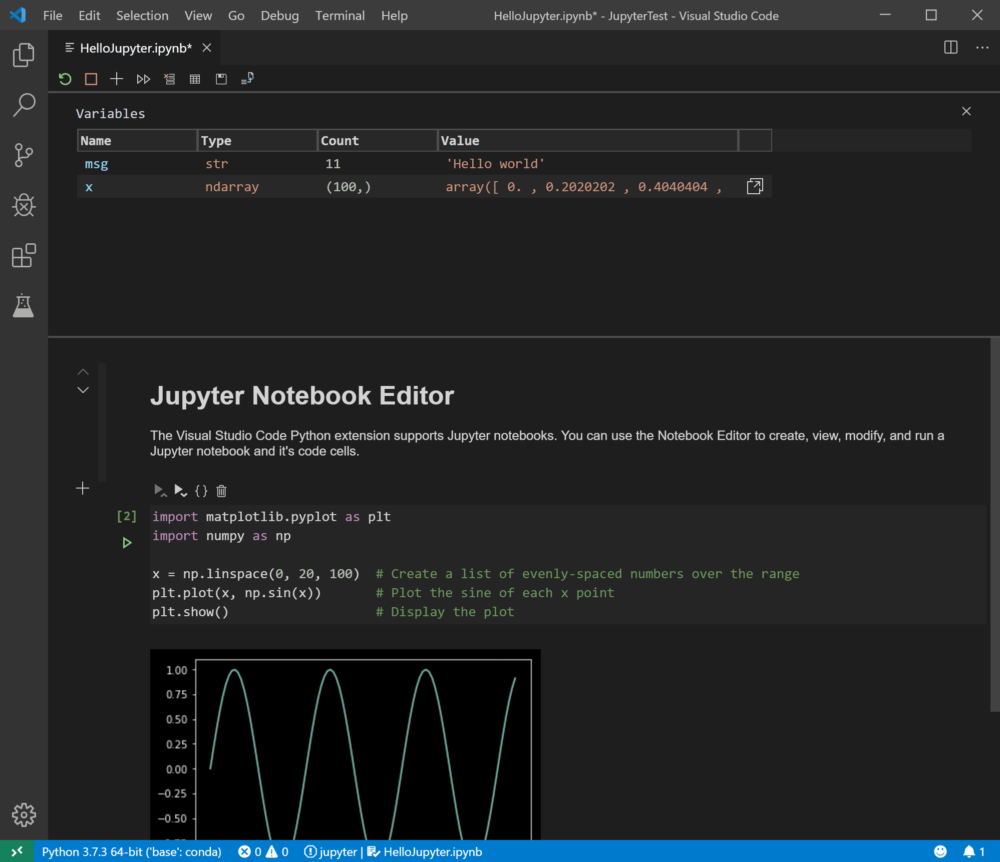 File Edit Selection View Go Debug Terminal Help HelloJupyter.ipynb* - JupyterTest - Visual Studio Code
HelloJupyter.ipynb*
Variables
Name Type Count Value
msg str 11 'Hello world'
x ndarray (100,) array([ 0. , 0.2020202 , 0.4040404 ,
Jupyter Notebook Editor
The Visual Studio Code Python extension supports Jupyter notebooks. You can use the Notebook Editor to create, view, modify, and run a
Jupyter notebook and it's code cells.
[2] import matplotlib.pyplot as plt
import numpy as np
x = np.linspace(0, 20, 100) # Create a list of evenly-spaced numbers over the range
plt.plot(x, np.sin(x)) # Plot the sine of each x point
plt.show() # Display the plot
1.00
0.75
0.50
0.25
0.00
−0.25
−0.50
Python 3.7.3 64-bit ('base': conda) 0 0 jupyter | HelloJupyter.ipynb 1